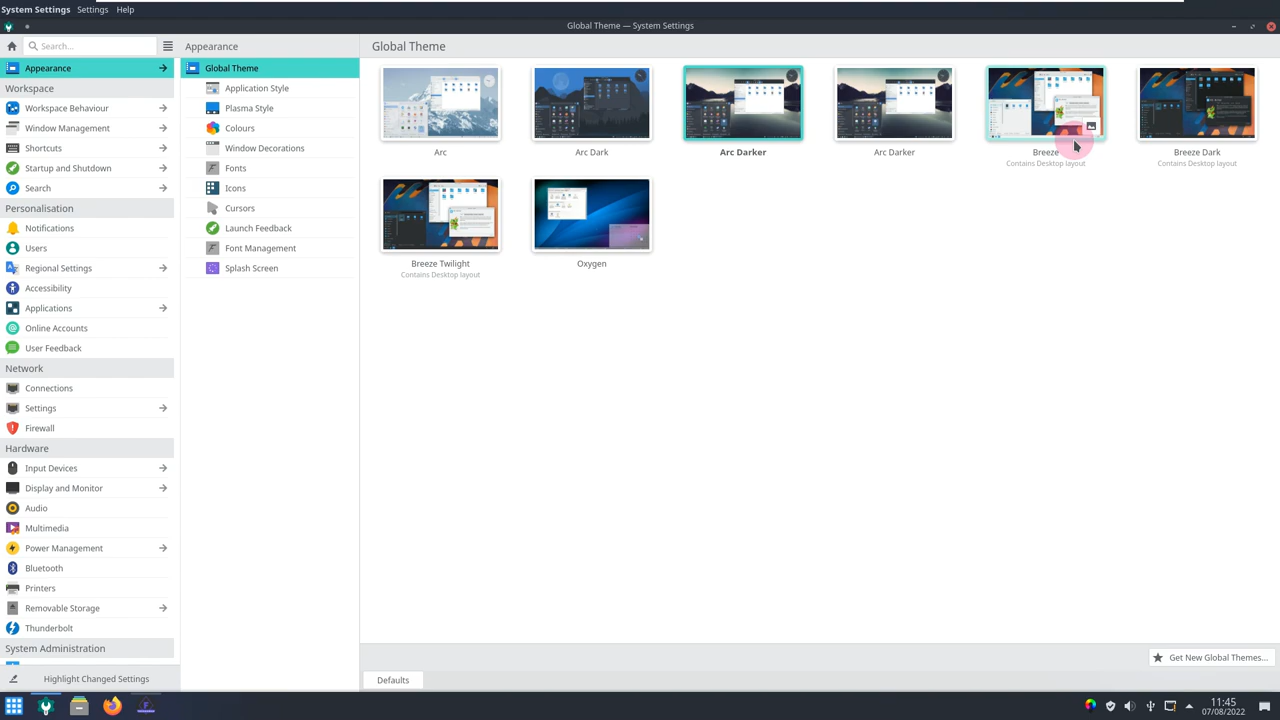 System Settings Settings Help
Global Theme — System Settings
Search...
Appearance
Workspace
Workspace Behaviour
Window Management
Shortcuts
Startup and Shutdown
Search
Personalisation
Notifications
Users
Regional Settings
Accessibility
Applications
Online Accounts
User Feedback
Network
Connections
Settings
Firewall
Hardware
Input Devices
Display and Monitor
Audio
Multimedia
Power Management
Bluetooth
Printers
Removable Storage
Thunderbolt
System Administration
Highlight Changed Settings
Appearance
Global Theme
Application Style
Plasma Style
Colours
Window Decorations
Fonts
Icons
Cursors
Launch Feedback
Font Management
Splash Screen
Global Theme
Arc
Arc Dark
Arc Darker
Arc Darker
Breeze
Contains Desktop layout
Breeze Dark
Contains Desktop layout
Breeze Twilight
Contains Desktop layout
Oxygen
Get New Global Themes...
Defaults
11:45
07/08/2022